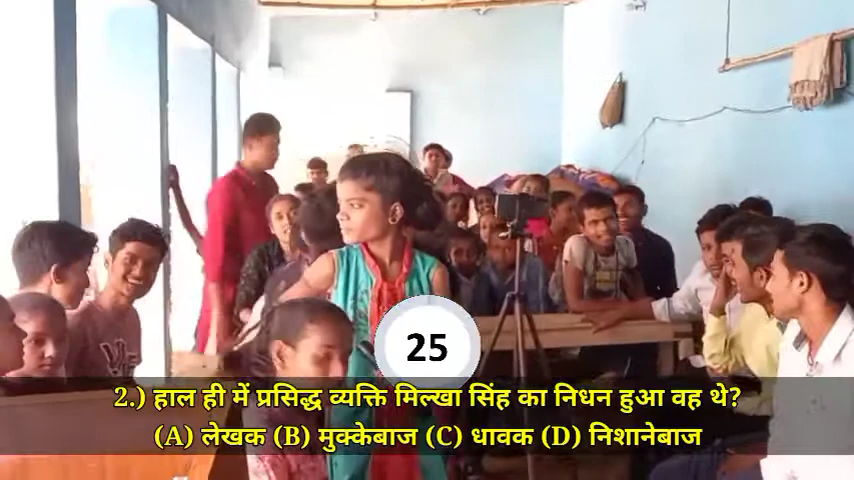 25
2.) हाल ही में प्रसिद्ध व्यक्ति मिल्खा सिंह का निधन हुआ वह थे?
(A) लेखक (B) मुक्केबाज (C) धावक (D) निशानेबाज